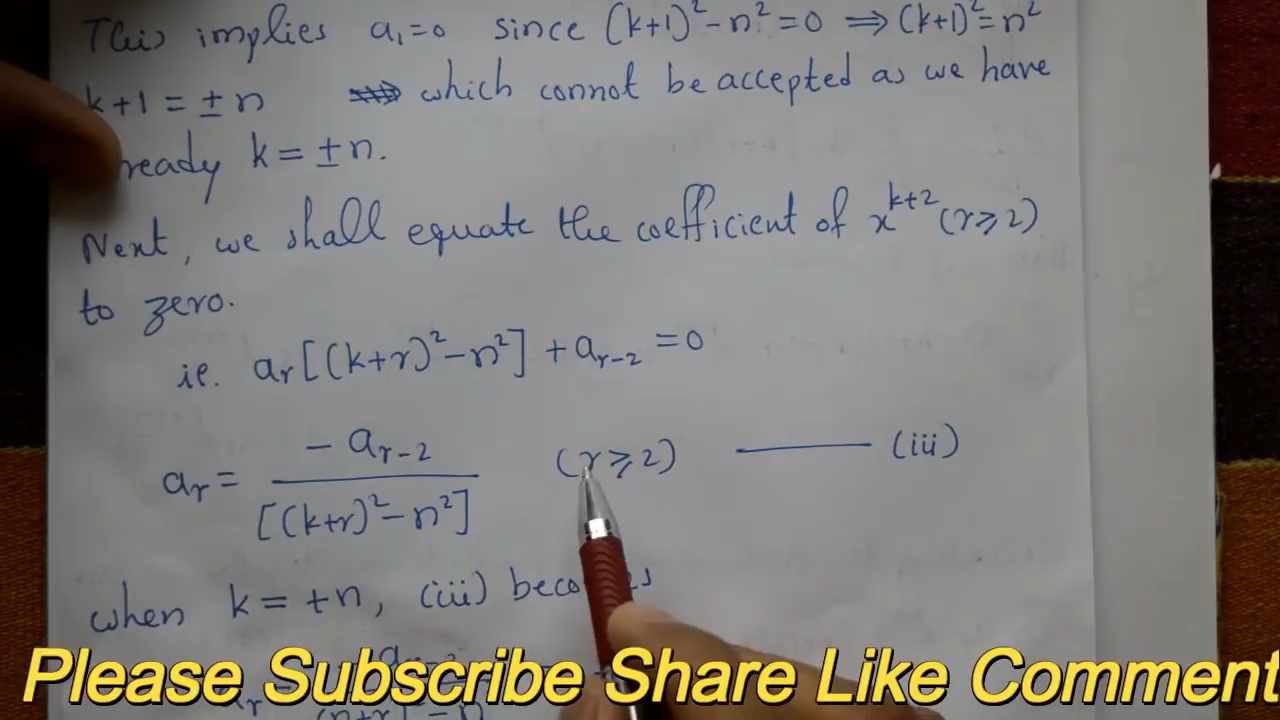 This implies a₁=0 since (k+1)²-n²=0 ⇒ (k+1)²=n²
k+1 = ±n which connot be accepted as we have
ready k = ±n.
Next, we shall equate the coefficient of x^{k+2} (r≥2)
to zero.
ie. aᵣ[(k+r)²-n²] + aᵣ₋₂ = 0
aᵣ = -aᵣ₋₂ / [(k+r)²-n²] (r≥2) —— (iii)
when k = +n, (iii)
Please Subscribe Share Like Comment